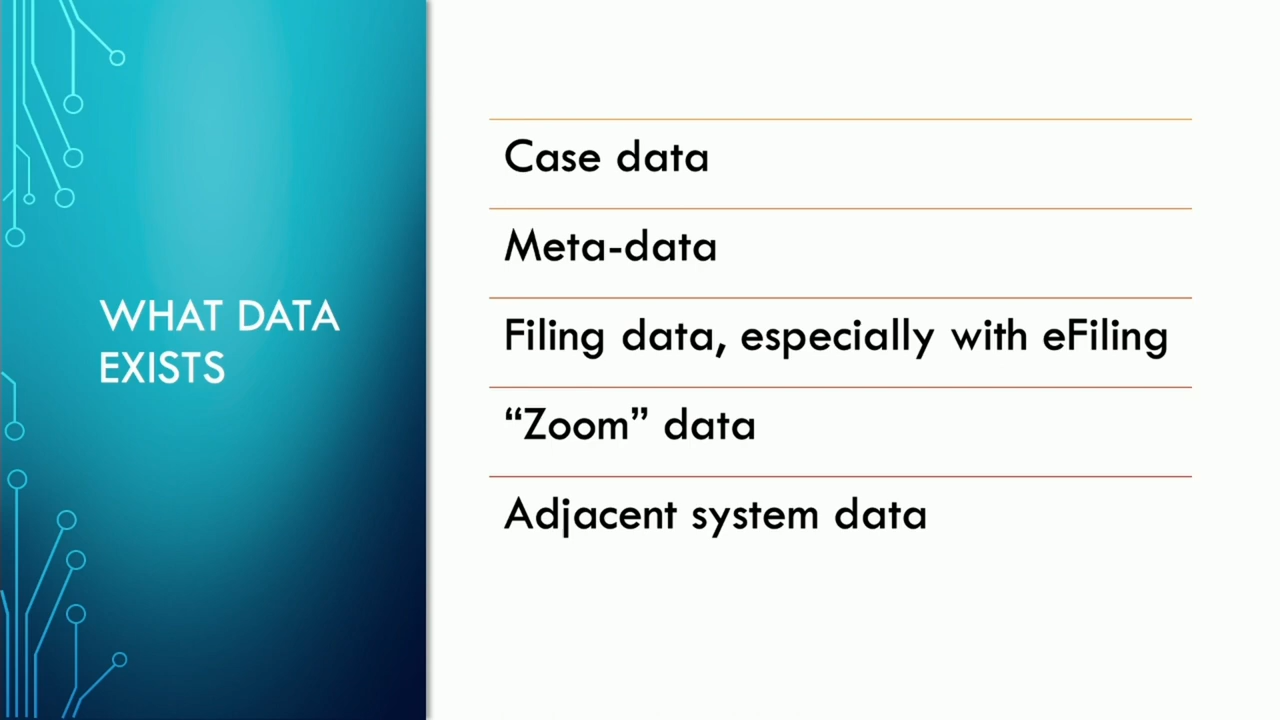 WHAT DATA
EXISTS
Case data
Meta-data
Filing data, especially with eFiling
“Zoom” data
Adjacent system data